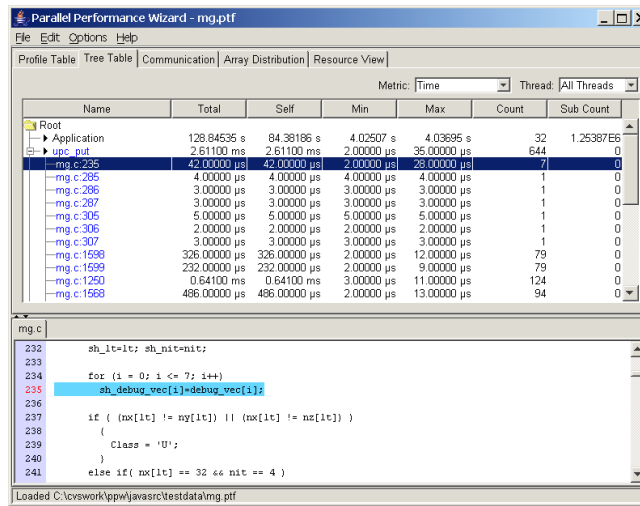 Parallel Performance Wizard - mg.ptf
File Edit Options Help
Profile Table Tree Table Communication Array Distribution Resource View
Metric: Time Thread: All Threads
Name Total Self Min Max Count Sub Count
Root
Application 128.84535 s 84.38186 s 4.02507 s 4.03695 s 32 1.25387E6
upc_put 2.61100 ms 2.61100 ms 2.00000 µs 35.00000 µs 644 0
mg.c:235 42.00000 µs 42.00000 µs 2.00000 µs 28.00000 µs 7 0
mg.c:285 4.00000 µs 4.00000 µs 4.00000 µs 4.00000 µs 1 0
mg.c:286 3.00000 µs 3.00000 µs 3.00000 µs 3.00000 µs 1 0
mg.c:287 3.00000 µs 3.00000 µs 3.00000 µs 3.00000 µs 1 0
mg.c:305 5.00000 µs 5.00000 µs 5.00000 µs 5.00000 µs 1 0
mg.c:306 2.00000 µs 2.00000 µs 2.00000 µs 2.00000 µs 1 0
mg.c:307 3.00000 µs 3.00000 µs 3.00000 µs 3.00000 µs 1 0
mg.c:1598 326.00000 µs 326.00000 µs 2.00000 µs 12.00000 µs 79 0
mg.c:1599 232.00000 µs 232.00000 µs 2.00000 µs 9.00000 µs 79 0
mg.c:1250 0.64100 ms 0.64100 ms 3.00000 µs 11.00000 µs 124 0
mg.c:1568 486.00000 µs 486.00000 µs 2.00000 µs 13.00000 µs 94 0
mg.c
232 sh_lt=lt; sh_nit=nit;
233
234 for (i = 0; i <= 7; i++)
235 sh_debug_vec[i]=debug_vec[i];
236
237 if ( (nx[lt] != ny[lt]) || (nx[lt] != nz[lt]) )
238 {
239 Class = 'U';
240 }
241 else if( nx[lt] == 32 && nit == 4 )
Loaded C:\cvswork\ppw\javasrc\testdata\mg.ptf